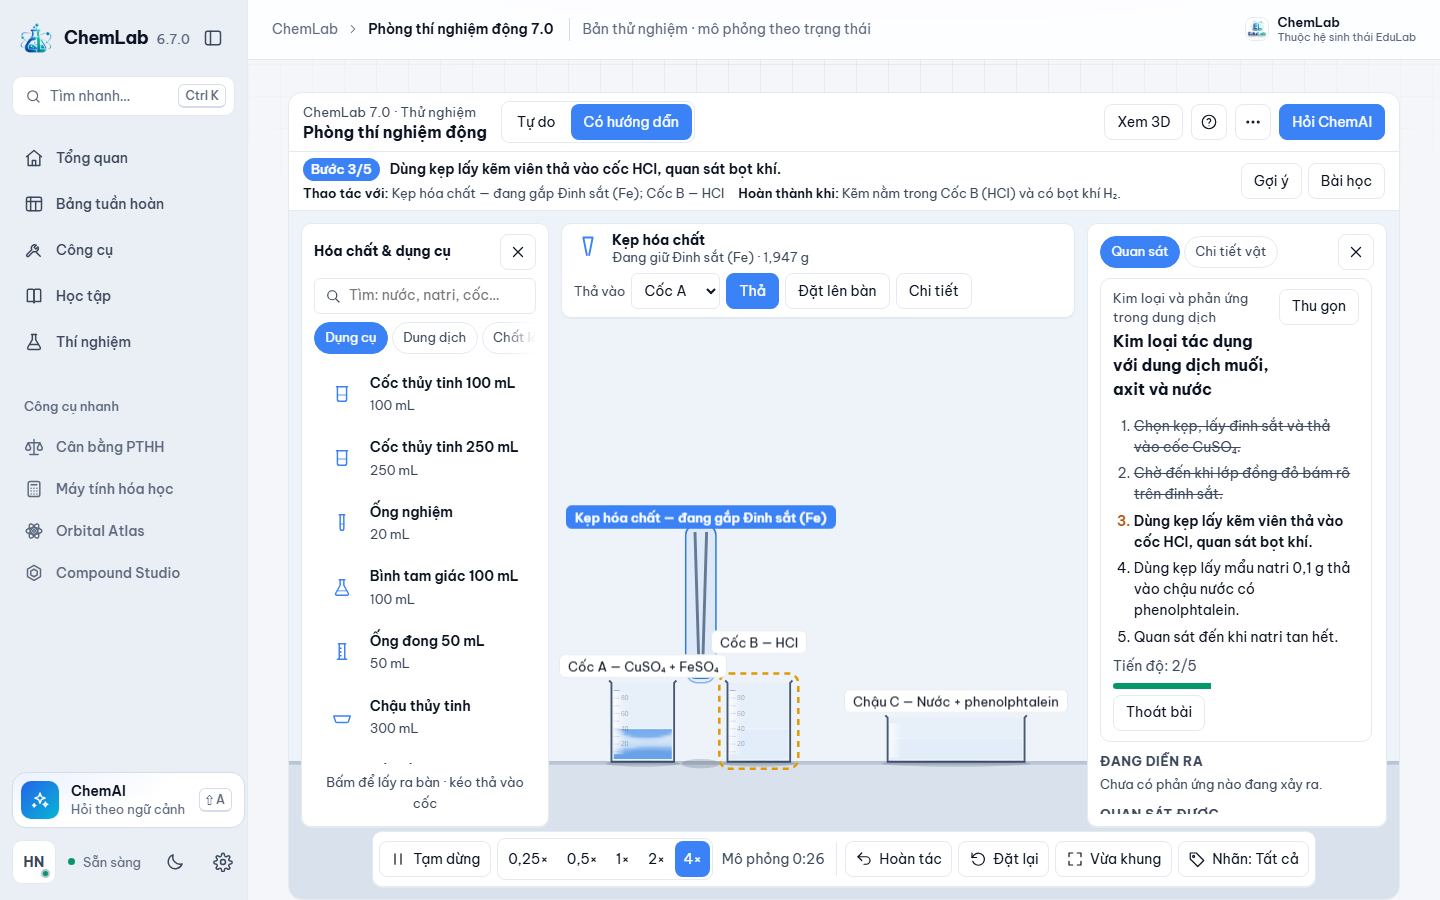 ChemLab 6.7.0
Tìm nhanh... Ctrl K
Tổng quan
Bảng tuần hoàn
Công cụ
Học tập
Thí nghiệm
Công cụ nhanh
Cân bằng PTHH
Máy tính hóa học
Orbital Atlas
Compound Studio
ChemAI
Hỏi theo ngữ cảnh
⇧ A
HN
Sẵn sàng
ChemLab > Phòng thí nghiệm động 7.0
Bản thử nghiệm · mô phỏng theo trạng thái
ChemLab
Thuộc hệ sinh thái EduLab
ChemLab 7.0 · Thử nghiệm
Phòng thí nghiệm động
Tự do
Có hướng dẫn
Xem 3D
Hỏi ChemAI
Bước 3/5 Dùng kẹp lấy kẽm viên thả vào cốc HCl, quan sát bọt khí.
Thao tác với: Kẹp hóa chất — đang gắp Đinh sắt (Fe); Cốc B — HCl Hoàn thành khi: Kẽm nằm trong Cốc B (HCl) và có bọt khí H₂.
Gợi ý
Bài học
Hóa chất & dụng cụ
Tìm: nước, natri, cốc...
Dụng cụ
Dung dịch
Chất
Cốc thủy tinh 100 mL
100 mL
Cốc thủy tinh 250 mL
250 mL
Ống nghiệm
20 mL
Bình tam giác 100 mL
100 mL
Ống đong 50 mL
50 mL
Chậu thủy tinh
300 mL
Bấm để lấy ra bàn · kéo thả vào
cốc
Kẹp hóa chất
Đang giữ Đinh sắt (Fe) · 1,947 g
Thả vào
Cốc A
Thả
Đặt lên bàn
Chi tiết
Kẹp hóa chất — đang gắp Đinh sắt (Fe)
Cốc B — HCl
Cốc A — CuSO₄ + FeSO₄
Chậu C — Nước + phenolphtalein
80
60
40
20
80
60
40
20
Quan sát
Chi tiết vật
Kim loại và phản ứng
trong dung dịch
Thu gọn
Kim loại tác dụng
với dung dịch muối,
axit và nước
1. Chọn kẹp, lấy đinh sắt và thả
vào cốc CuSO₄.
2. Chờ đến khi lớp đồng đỏ bám rõ
trên đinh sắt.
3. Dùng kẹp lấy kẽm viên thả vào
cốc HCl, quan sát bọt khí.
4. Dùng kẹp lấy mẩu natri 0,1 g thả
vào chậu nước có
phenolphtalein.
5. Quan sát đến khi natri tan hết.
Tiến độ: 2/5
Thoát bài
ĐANG DIỄN RA
Chưa có phản ứng nào đang xảy ra.
QUAN SÁT ĐƯỢC
Tạm dừng
0,25×
0,5×
1×
2×
4×
Mô phỏng 0:26
Hoàn tác
Đặt lại
Vừa khung
Nhãn: Tất cả